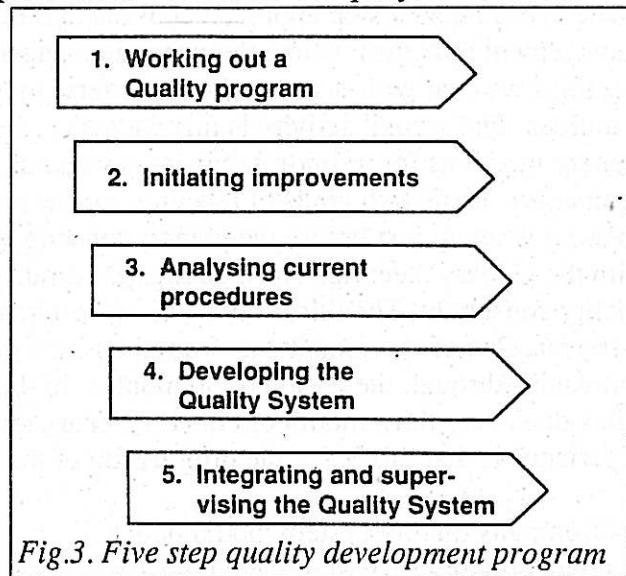 1. Working out a
Quality program
2. Initiating improvements
3. Analysing current
procedures
4. Developing the
Quality System
5. Integrating and super-
vising the Quality System
Fig.3. Five step quality development program